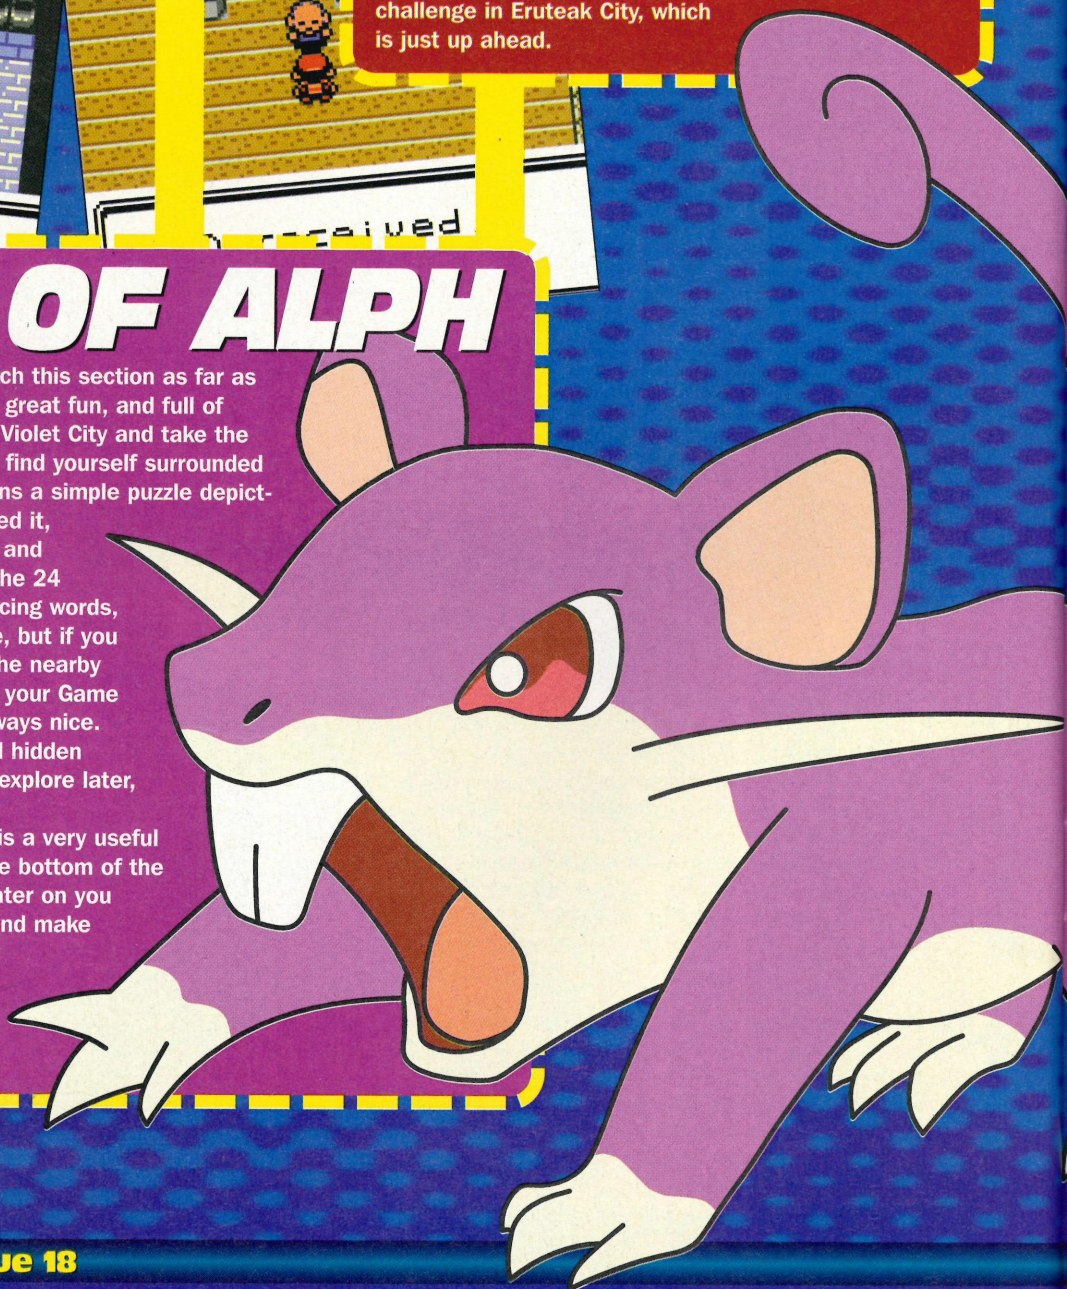 challenge in Eruteak City, which
is just up ahead.
received
OF ALPH
ch this section as far as
great fun, and full of
Violet City and take the
find yourself surrounded
ns a simple puzzle depict-
ed it,
and
he 24
cing words,
e, but if you
he nearby
your Game
ways nice.
l hidden
explore later,
is a very useful
e bottom of the
ater on you
nd make
ue 18